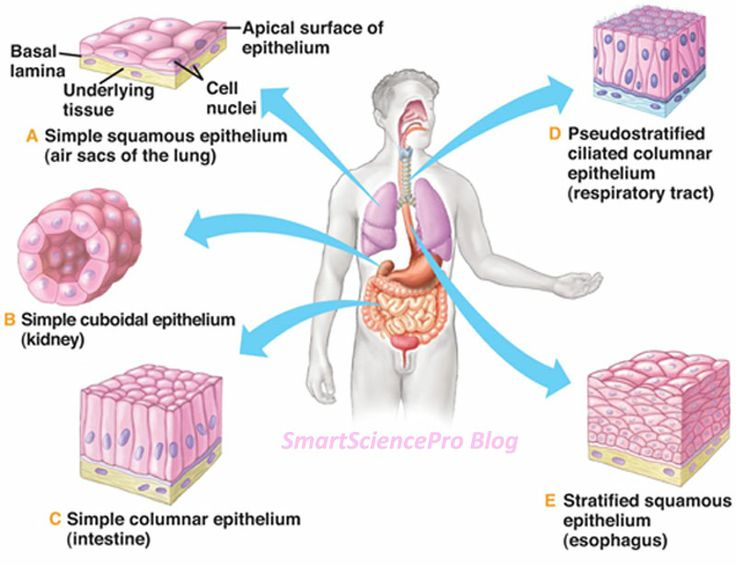 Apical surface of
epithelium
Basal
lamina
Underlying
tissue
Cell
nuclei
A Simple squamous epithelium
(air sacs of the lung)
D Pseudostratified
ciliated columnar
epithelium
(respiratory tract)
B Simple cuboidal epithelium
(kidney)
SmartSciencePro Blog
C Simple columnar epithelium
(intestine)
E Stratified squamous
epithelium
(esophagus)